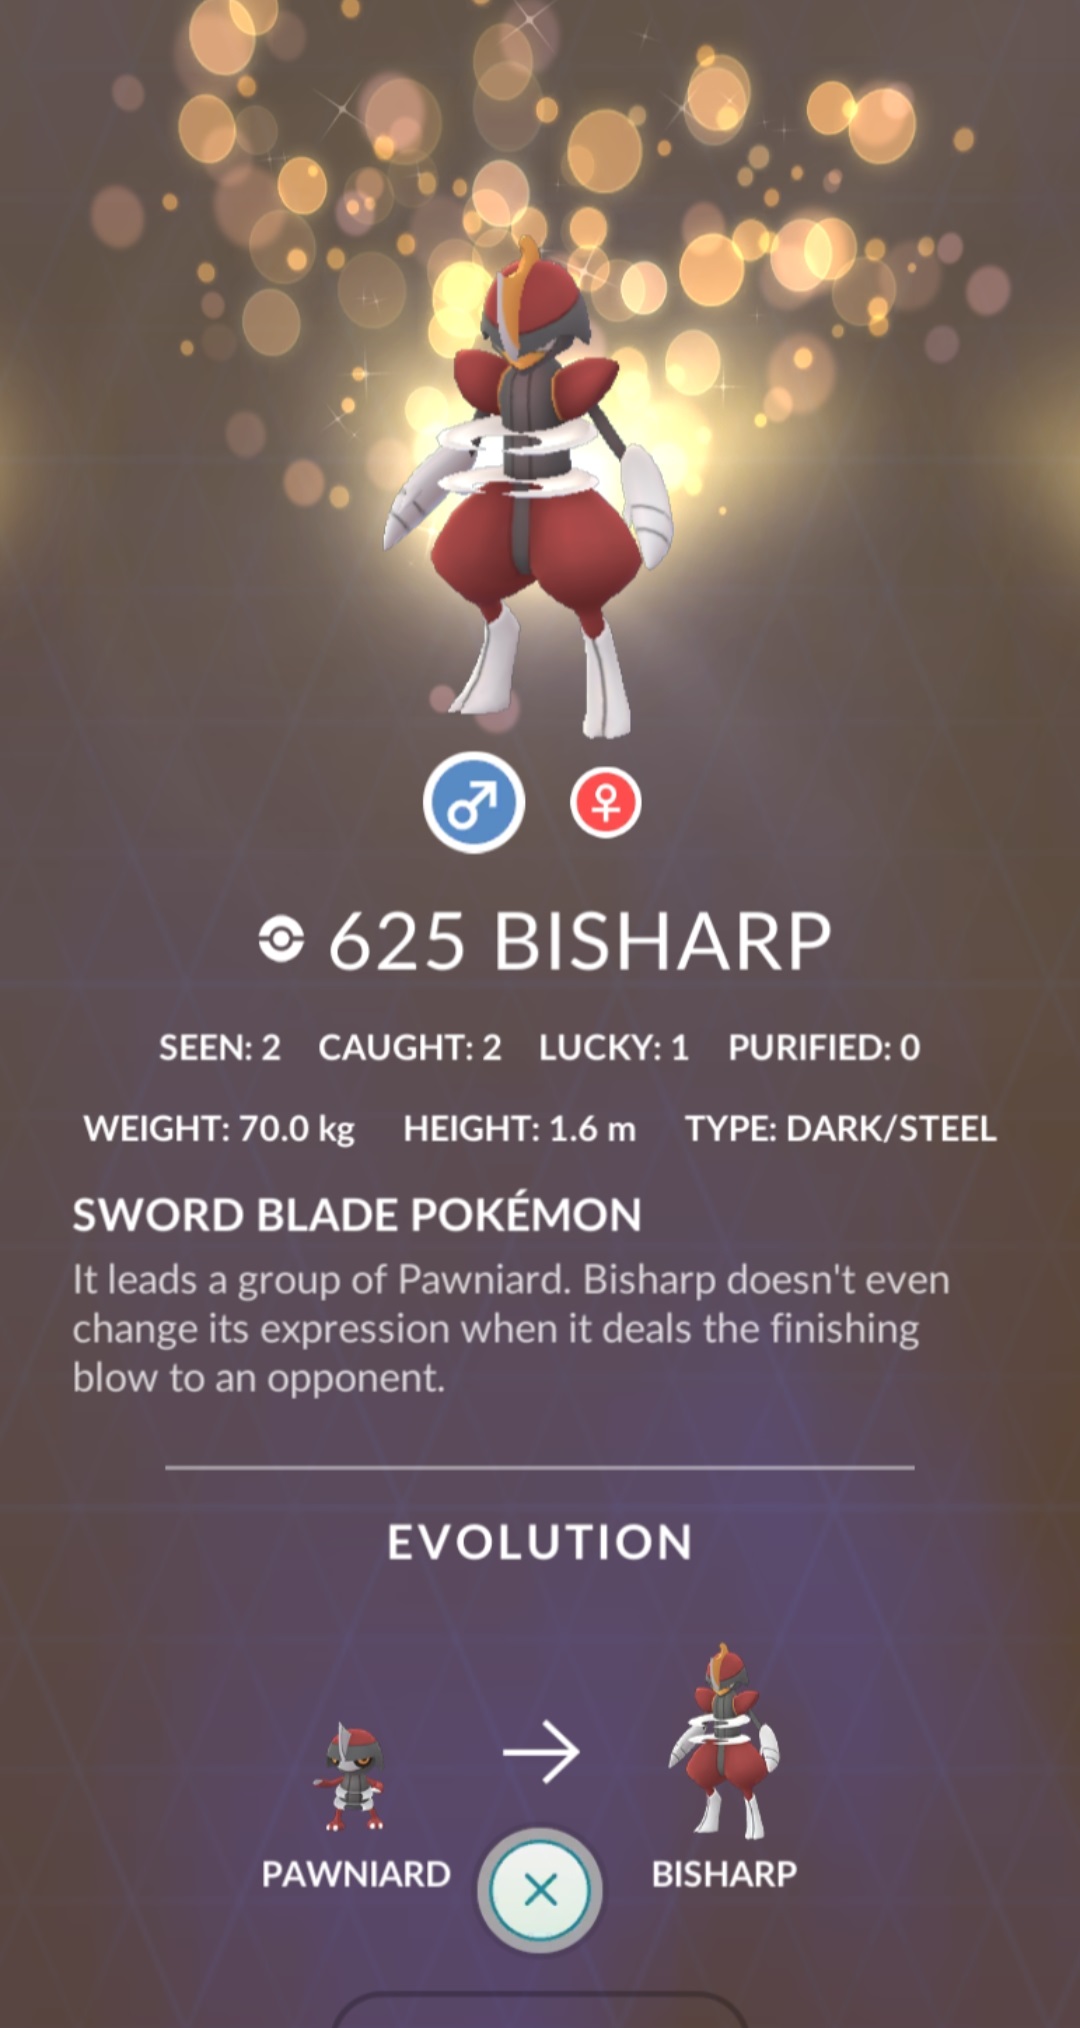 625 BISHARP
SEEN: 2 CAUGHT: 2 LUCKY: 1 PURIFIED: 0
WEIGHT: 70.0 kg HEIGHT: 1.6 m TYPE: DARK/STEEL
SWORD BLADE POKÉMON
It leads a group of Pawniard. Bisharp doesn't even
change its expression when it deals the finishing
blow to an opponent.
EVOLUTION
PAWNIARD BISHARP